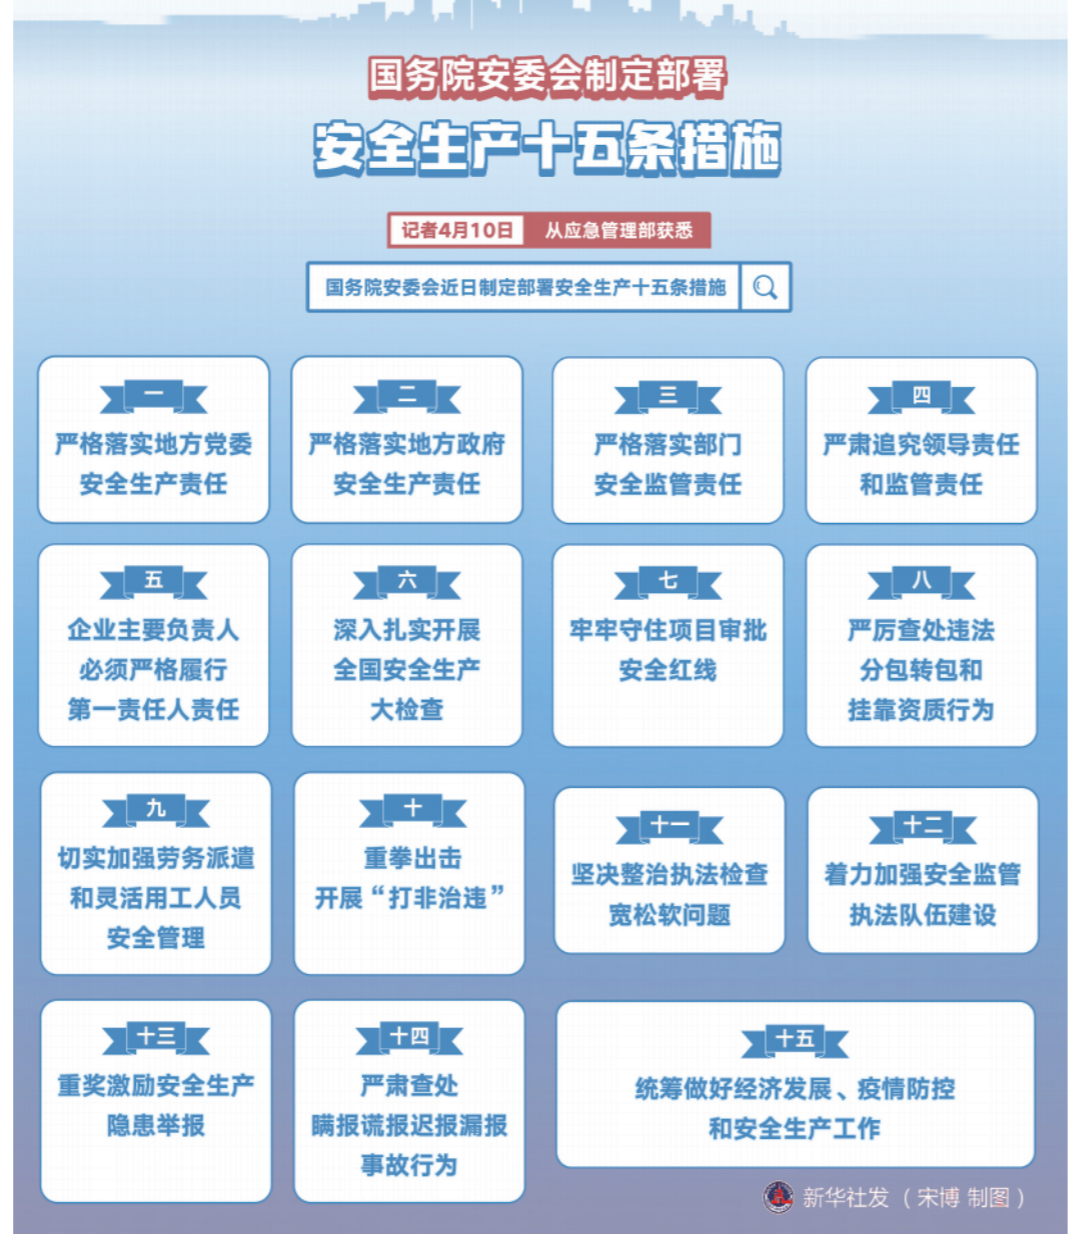 国务院安委会制定部署
安全生产十五条措施
记者4月10日 从应急管理部获悉
国务院安委会近日制定部署安全生产十五条措施
一
严格落实地方党委
安全生产责任
二
严格落实地方政府
安全生产责任
三
严格落实部门
安全监管责任
四
严肃追究领导责任
和监管责任
五
企业主要负责人
必须严格履行
第一责任人责任
六
深入扎实开展
全国安全生产
大检查
七
牢牢守住项目审批
安全红线
八
严厉查处违法
分包转包和
挂靠资质行为
九
切实加强劳务派遣
和灵活用工人员
安全管理
十
重拳出击
开展“打非治违”
十一
坚决整治执法检查
宽松软问题
十二
着力加强安全监管
执法队伍建设
十三
重奖激励安全生产
隐患举报
十四
严肃查处
瞒报谎报迟报漏报
事故行为
十五
统筹做好经济发展、疫情防控
和安全生产工作
新华社发（宋博 制图）